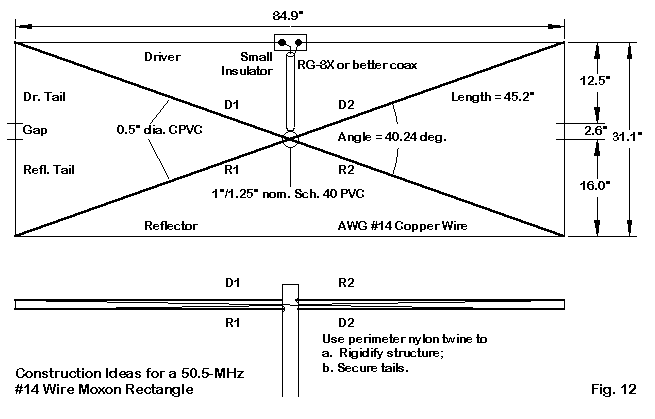 84.9"
Driver
Small
Insulator
RG-8X or better coax
12.5"
Dr. Tail
D1
D2
Length = 45.2"
Gap
0.5" dia. CPVC
Angle = 40.24 deg.
2.6"
31.1"
Refl. Tail
R1
R2
16.0"
1"/1.25" nom. Sch. 40 PVC
Reflector
AWG #14 Copper Wire
D1
R2
R1
D2
Use perimeter nylon twine to
a. Rigidify structure;
b. Secure tails.
Construction Ideas for a 50.5-MHz
#14 Wire Moxon Rectangle
Fig. 12